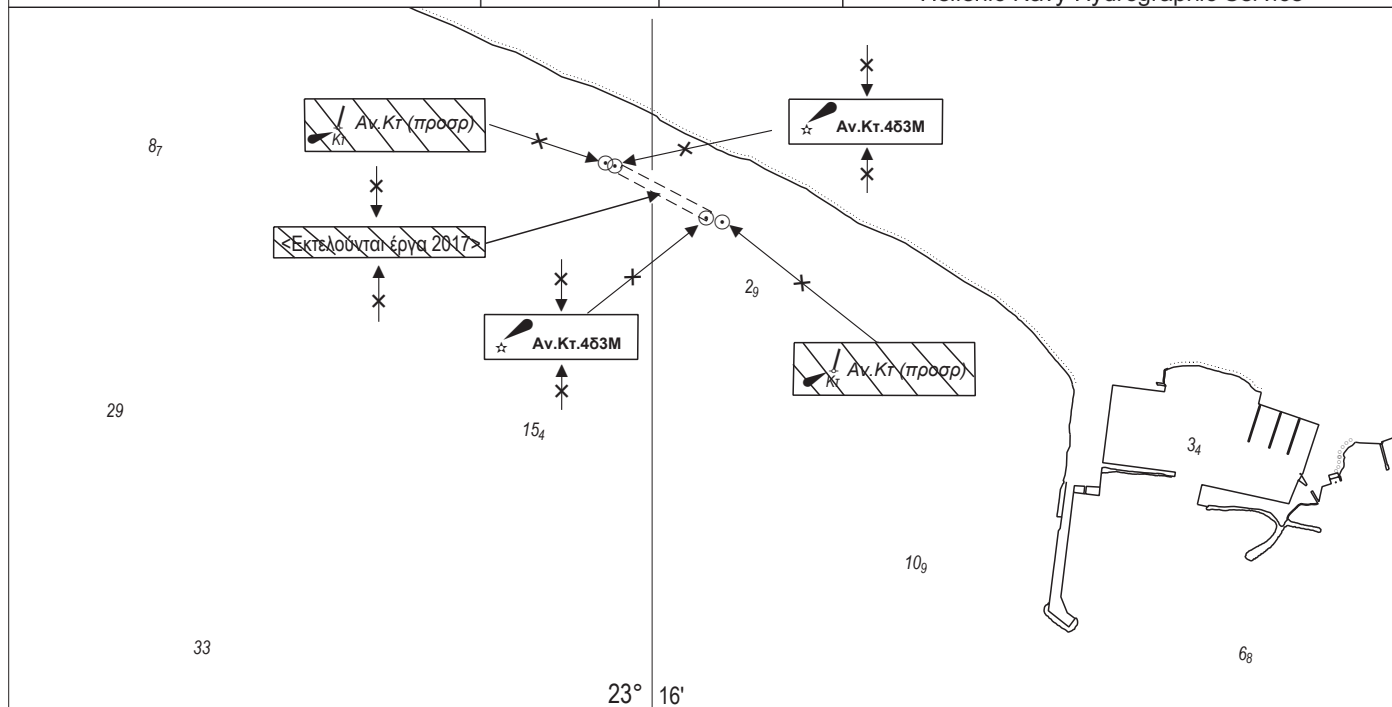 Hellenic Navy Hydrographic Service
Κτ Αν.Κτ (προσρ)
Αν.Κτ.4δ3Μ
8₇
<Εκτελούνται έργα 2017>
2₉
Αν.Κτ.4δ3Μ
Κτ Αν.Κτ (προσρ)
29
15₄
3₄
10₉
33
6₈
23° 16'